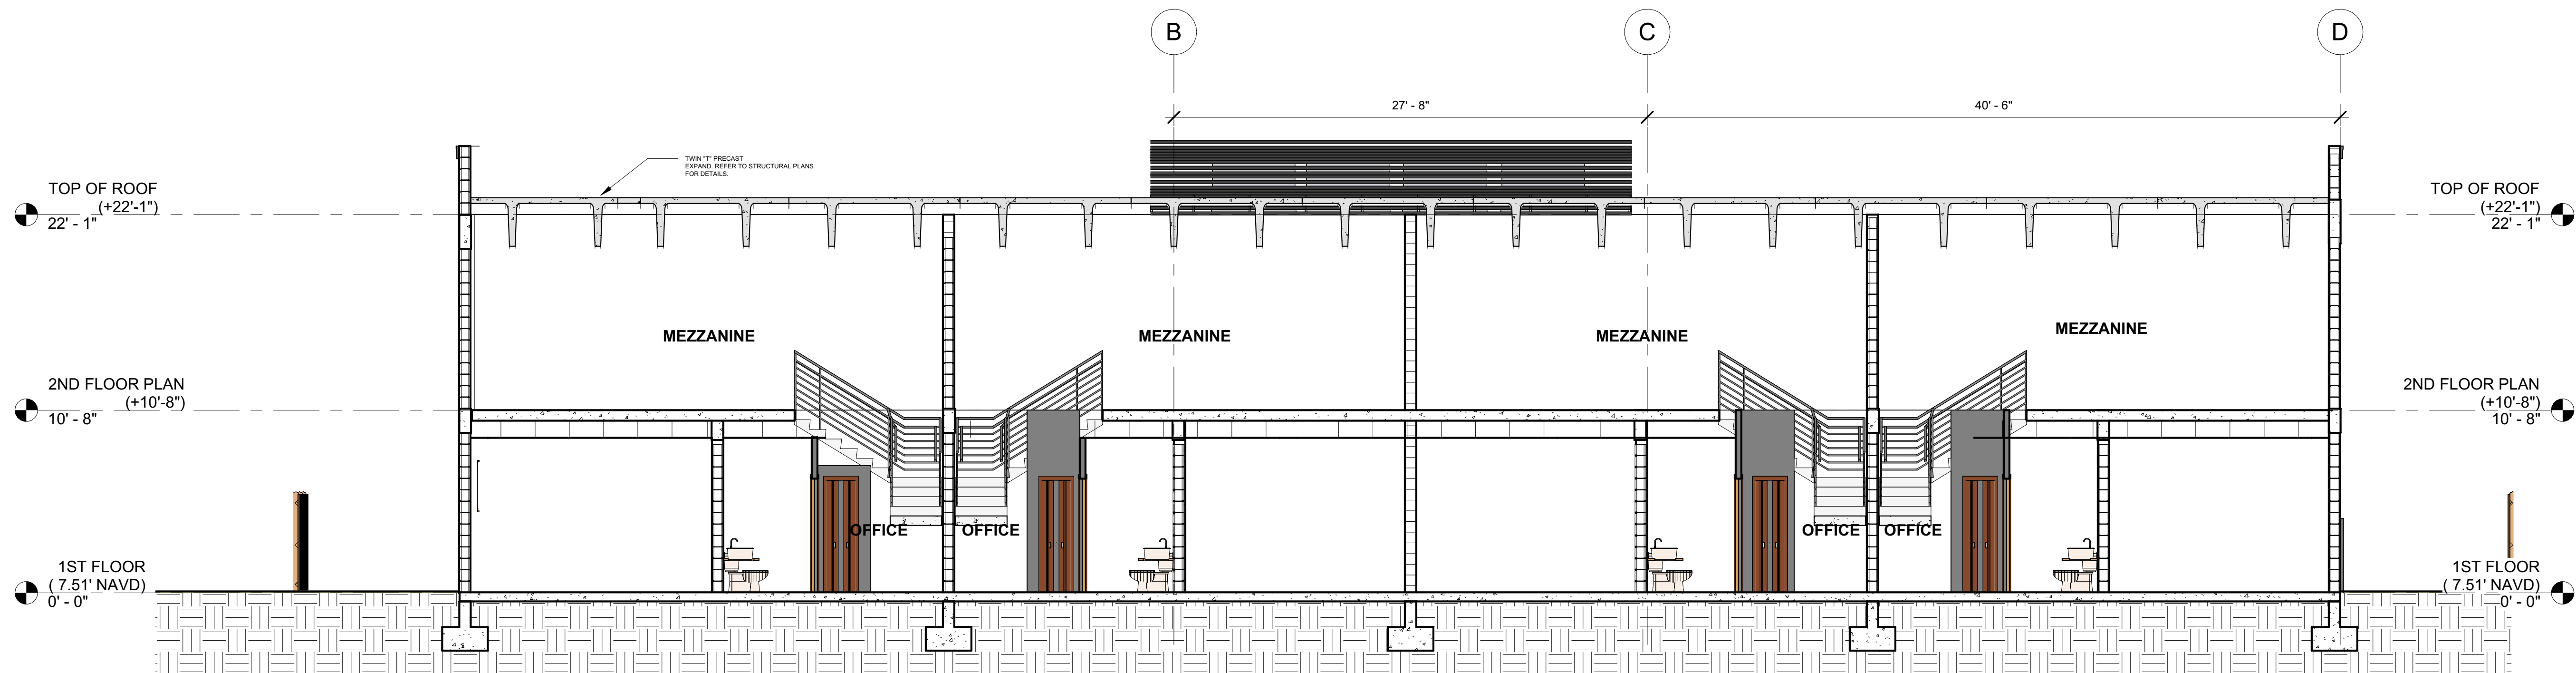 B
C
D
27' - 8"
40' - 6"
TWIN "T" PRECAST
EXPAND. REFER TO STRUCTURAL PLANS
FOR DETAILS.
TOP OF ROOF
(+22'-1")
22' - 1"
TOP OF ROOF
(+22'-1")
22' - 1"
MEZZANINE
MEZZANINE
MEZZANINE
MEZZANINE
2ND FLOOR PLAN
(+10'-8")
10' - 8"
2ND FLOOR PLAN
(+10'-8")
10' - 8"
OFFICE
OFFICE
OFFICE
OFFICE
1ST FLOOR
( 7.51' NAVD)
0' - 0"
1ST FLOOR
( 7.51' NAVD)
0' - 0"